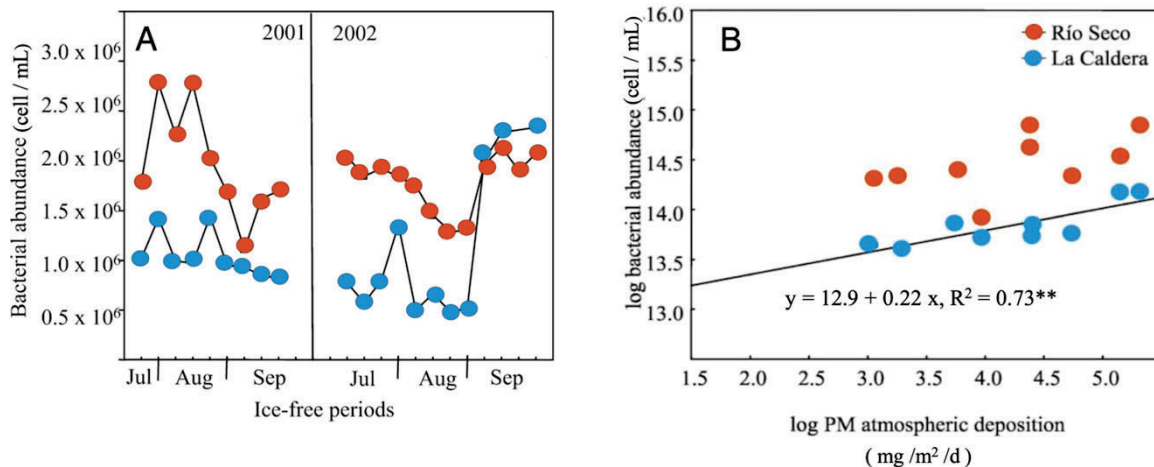 A
2001
2002
Bacterial abundance (cell / mL)
3.0 x 10⁶
2.5 x 10⁶
2.0 x 10⁶
1.5 x 10⁶
1.0 x 10⁶
0.5 x 10⁶
Jul Aug Sep Jul Aug Sep
Ice-free periods
B
Río Seco
La Caldera
log bacterial abundance (cell / mL)
16.0
15.5
15.0
14.5
14.0
13.5
13.0
y = 12.9 + 0.22 x, R² = 0.73**
1.5 2.0 2.5 3.0 3.5 4.0 4.5 5.0
log PM atmospheric deposition
( mg /m² /d )